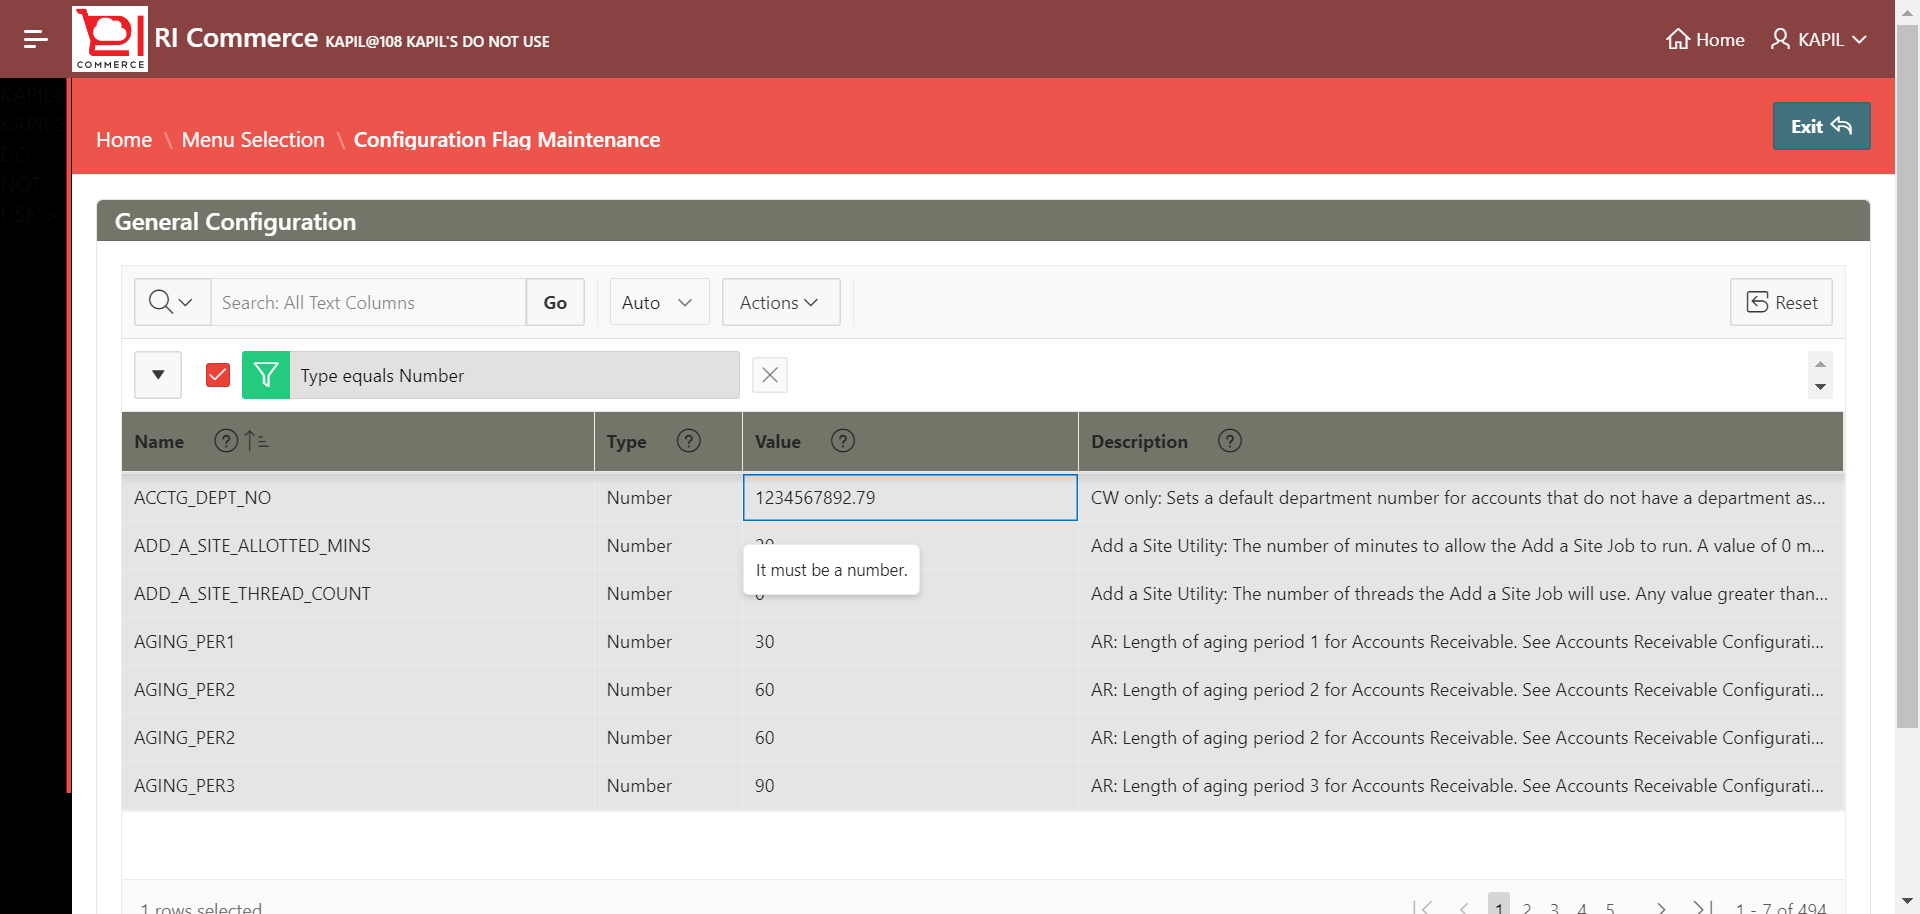 COMMERCE
RI Commerce KAPIL@108 KAPIL'S DO NOT USE
Home
KAPIL
KAPIL@
KAPIL'S
DO
NOT
USE
Home \ Menu Selection \ Configuration Flag Maintenance
Exit
General Configuration
Search: All Text Columns
Go
Auto
Actions
Reset
Type equals Number
Name Type Value Description
ACCTG_DEPT_NO Number 1234567892.79 CW only: Sets a default department number for accounts that do not have a department as...
ADD_A_SITE_ALLOTTED_MINS Number Add a Site Utility: The number of minutes to allow the Add a Site Job to run. A value of 0 m...
It must be a number.
ADD_A_SITE_THREAD_COUNT Number Add a Site Utility: The number of threads the Add a Site Job will use. Any value greater than...
AGING_PER1 Number 30 AR: Length of aging period 1 for Accounts Receivable. See Accounts Receivable Configurati...
AGING_PER2 Number 60 AR: Length of aging period 2 for Accounts Receivable. See Accounts Receivable Configurati...
AGING_PER2 Number 60 AR: Length of aging period 2 for Accounts Receivable. See Accounts Receivable Configurati...
AGING_PER3 Number 90 AR: Length of aging period 3 for Accounts Receivable. See Accounts Receivable Configurati...
1 rows selected 1 2 3 4 5 1 - 7 of 494